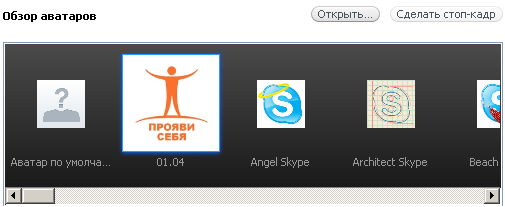 Обзор аватаров
Открыть...
Сделать стоп-кадр
ПРОЯВИ
СЕБЯ
Аватар по умолча...
01.04
Angel Skype
Architect Skype
Beach